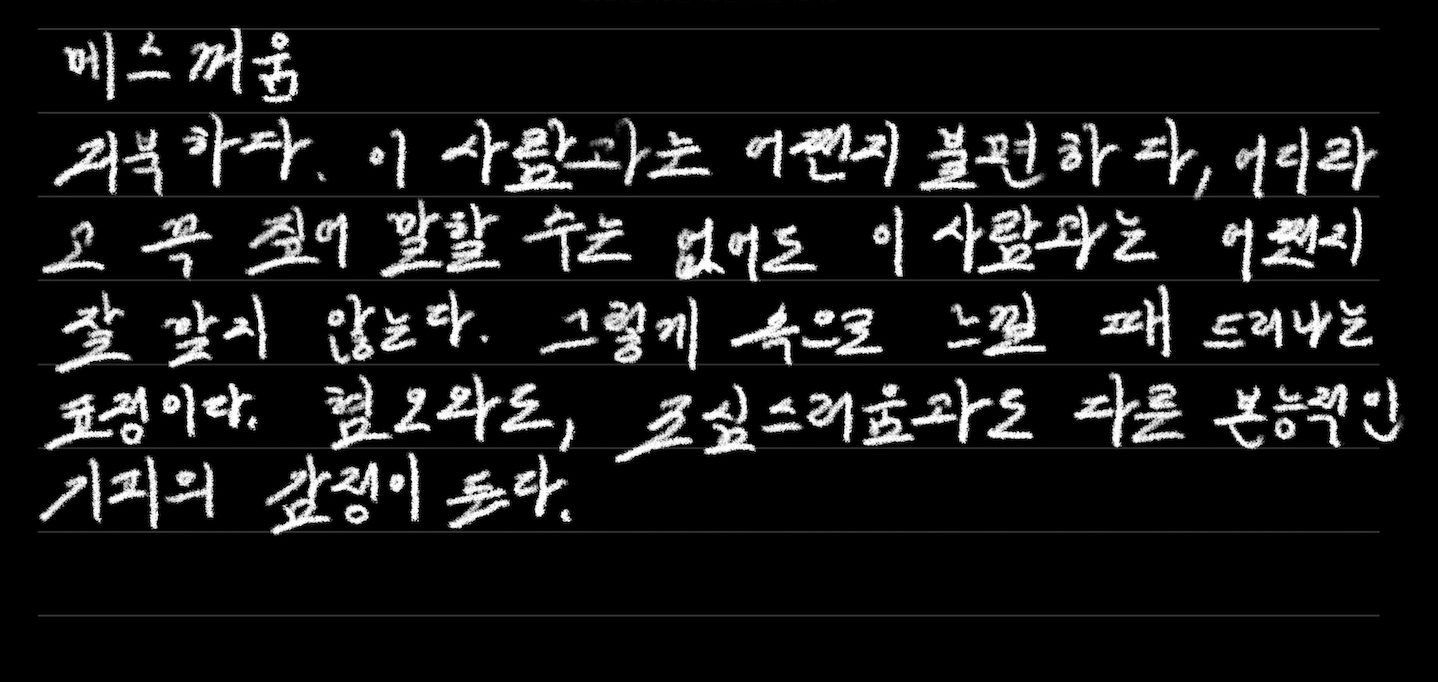 메스꺼움
거북하다. 이 사람과는 어쩐지 불편하다, 어디라
고 꼭 짚어 말할 수는 없어도 이 사람과는 어쩐지
잘 맞지 않는다. 그렇게 속으로 느낄 때 드러나는
표정이다. 혐오와도, 조심스러움과도 다른 본능적인
기피의 감정이 든다.